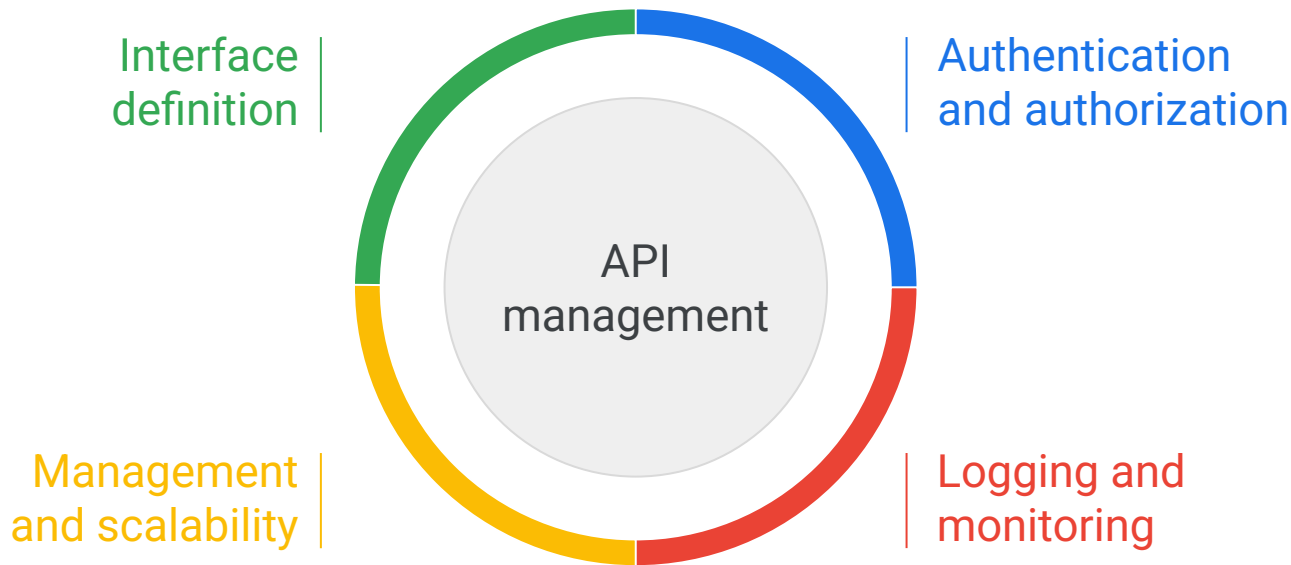 Interface
definition
Authentication
and authorization
API
management
Management
and scalability
Logging and
monitoring